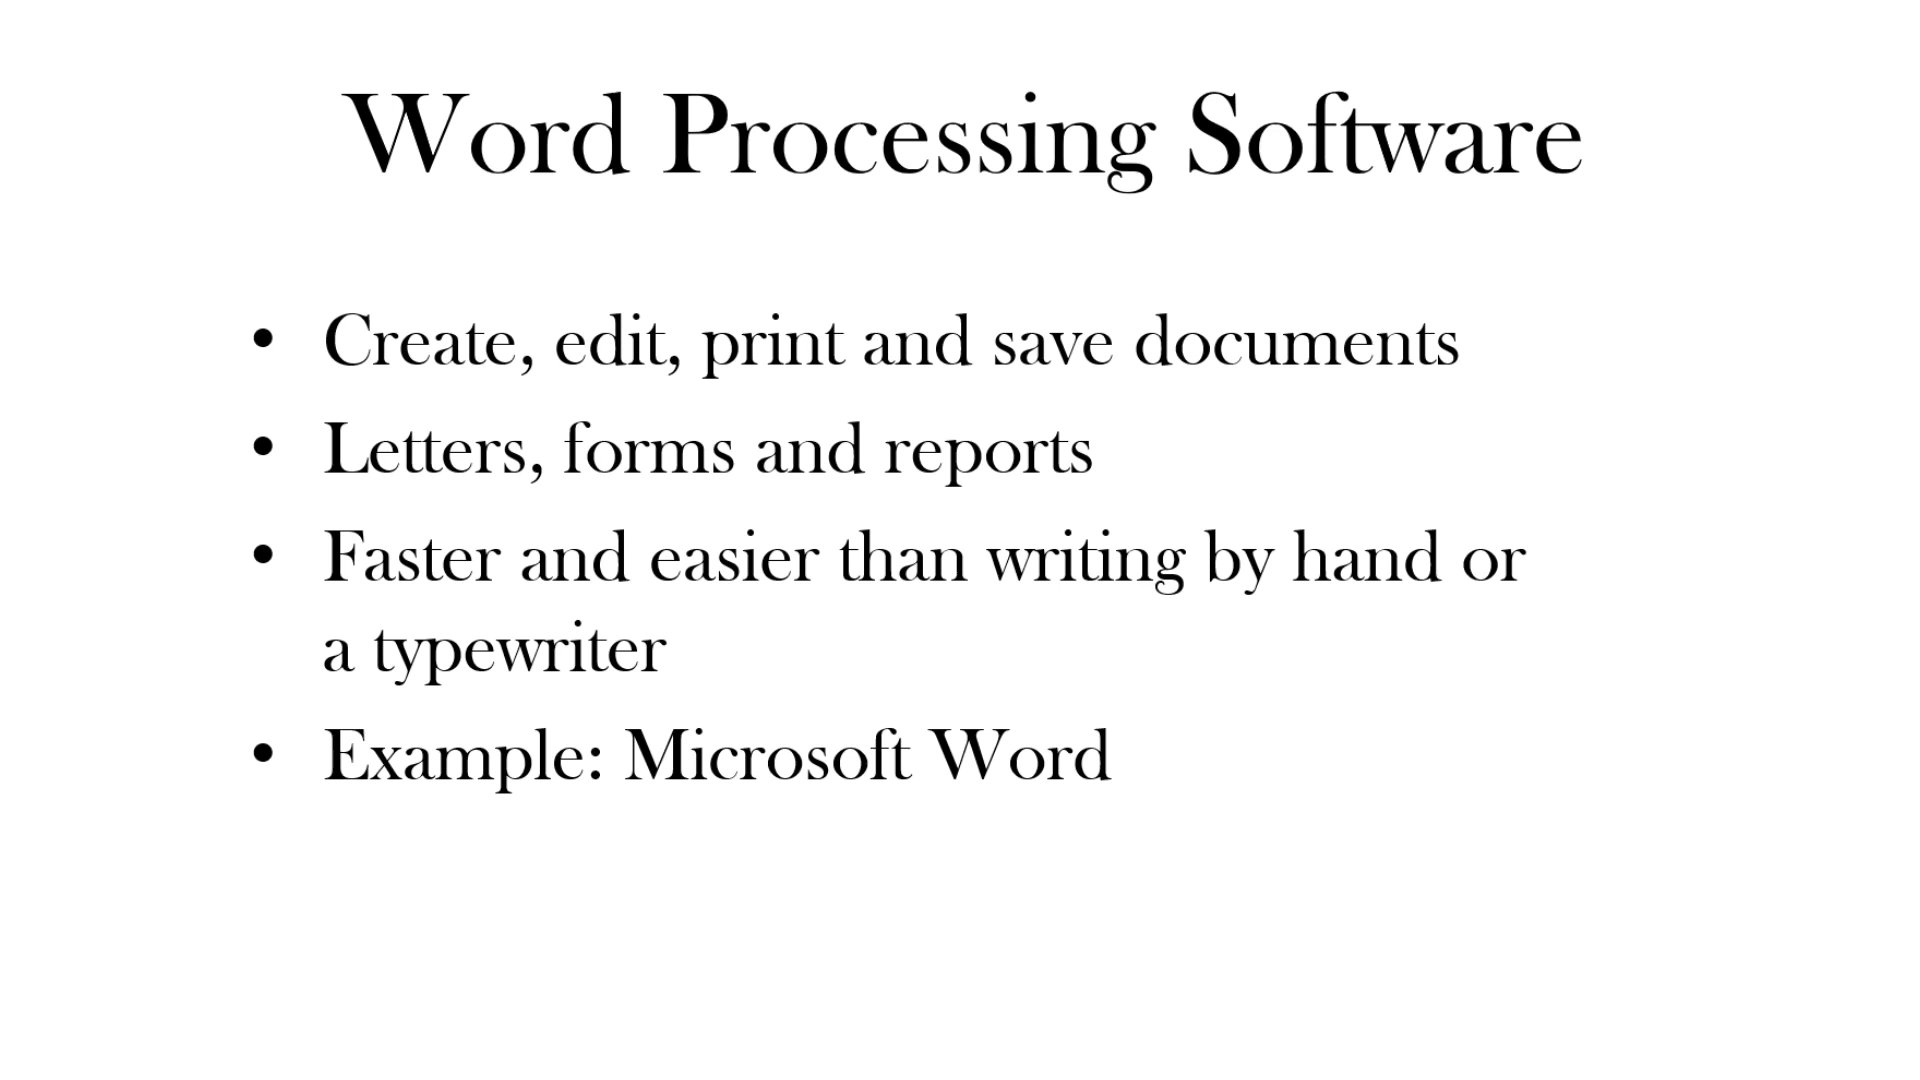 Word Processing Software
• Create, edit, print and save documents
• Letters, forms and reports
• Faster and easier than writing by hand or
a typewriter
• Example: Microsoft Word